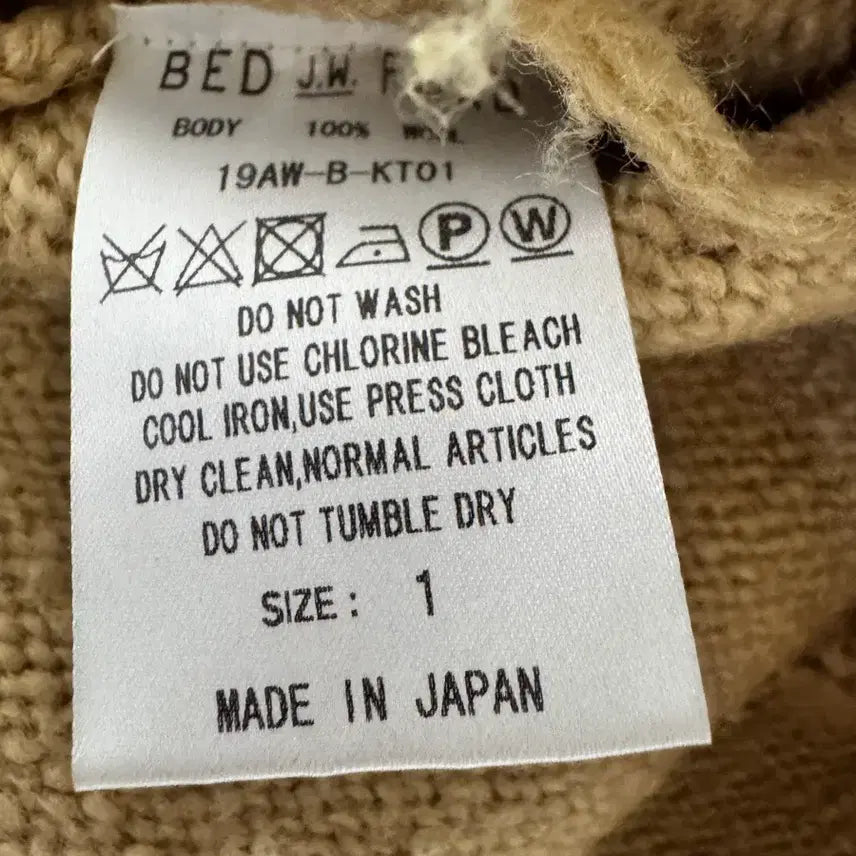 BED J.W.
BODY 100%
19AW-B-KT01
P W
DO NOT WASH
DO NOT USE CHLORINE BLEACH
COOL IRON,USE PRESS CLOTH
DRY CLEAN,NORMAL ARTICLES
DO NOT TUMBLE DRY
SIZE: 1
MADE IN JAPAN